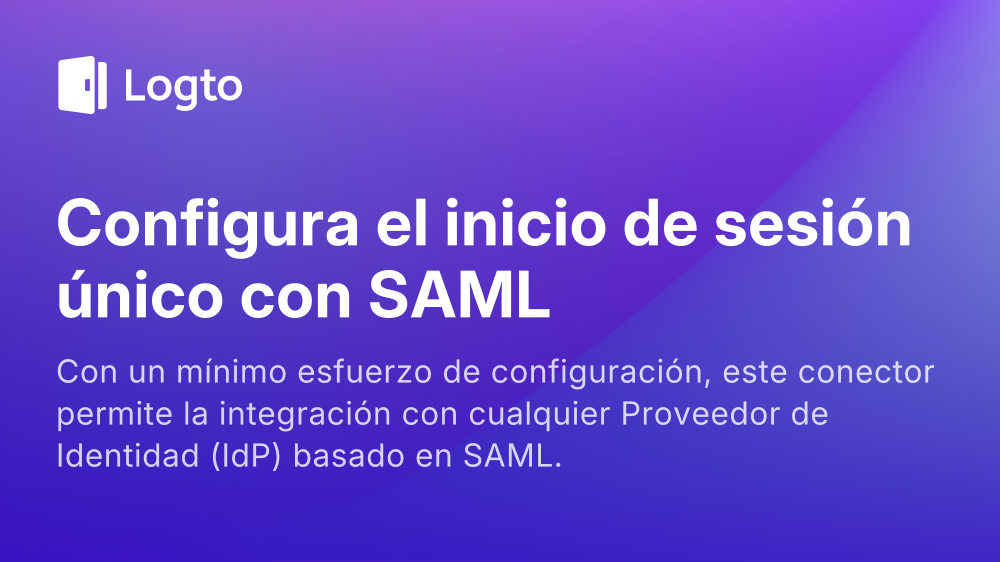 Logto
Configura el inicio de sesión
único con SAML
Con un mínimo esfuerzo de configuración, este conector
permite la integración con cualquier Proveedor de
Identidad (IdP) basado en SAML.